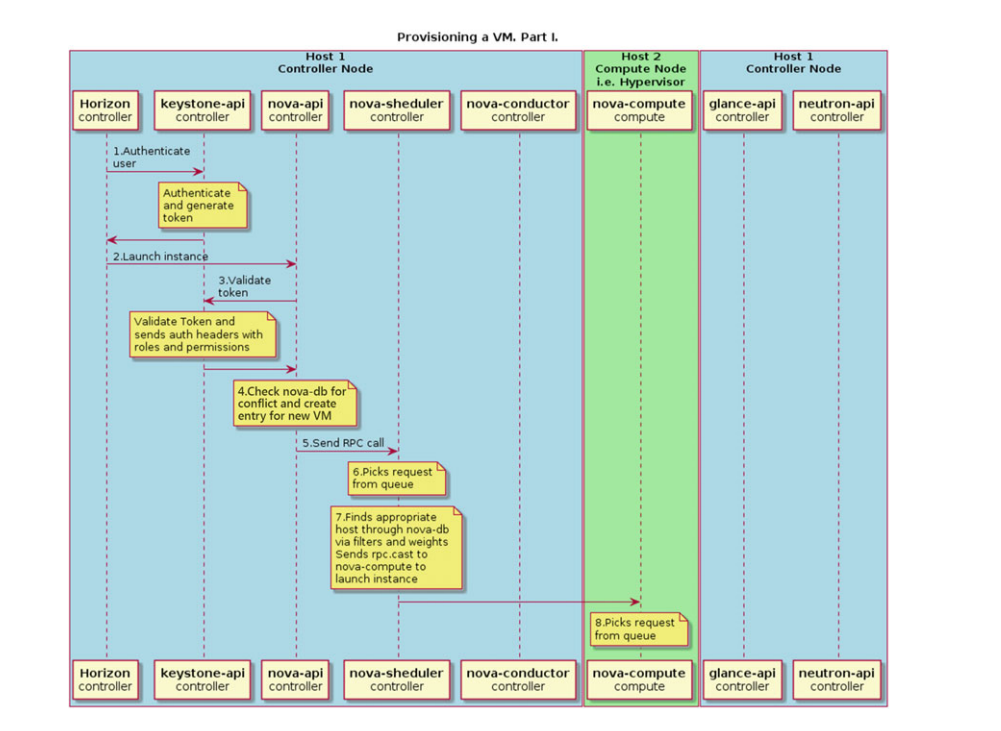 Provisioning a VM. Part I.
Host 1
Controller Node
Host 2
Compute Node
i.e. Hypervisor
Host 1
Controller Node
Horizon
controller
keystone-api
controller
nova-api
controller
nova-sheduler
controller
nova-conductor
controller
nova-compute
compute
glance-api
controller
neutron-api
controller
1.Authenticate
user
Authenticate
and generate
token
2.Launch instance
3.Validate
token
Validate Token and
sends auth headers with
roles and permissions
4.Check nova-db for
conflict and create
entry for new VM
5.Send RPC call
6.Picks request
from queue
7.Finds appropriate
host through nova-db
via filters and weights
Sends rpc.cast to
nova-compute to
launch instance
8.Picks request
from queue
Horizon
controller
keystone-api
controller
nova-api
controller
nova-sheduler
controller
nova-conductor
controller
nova-compute
compute
glance-api
controller
neutron-api
controller